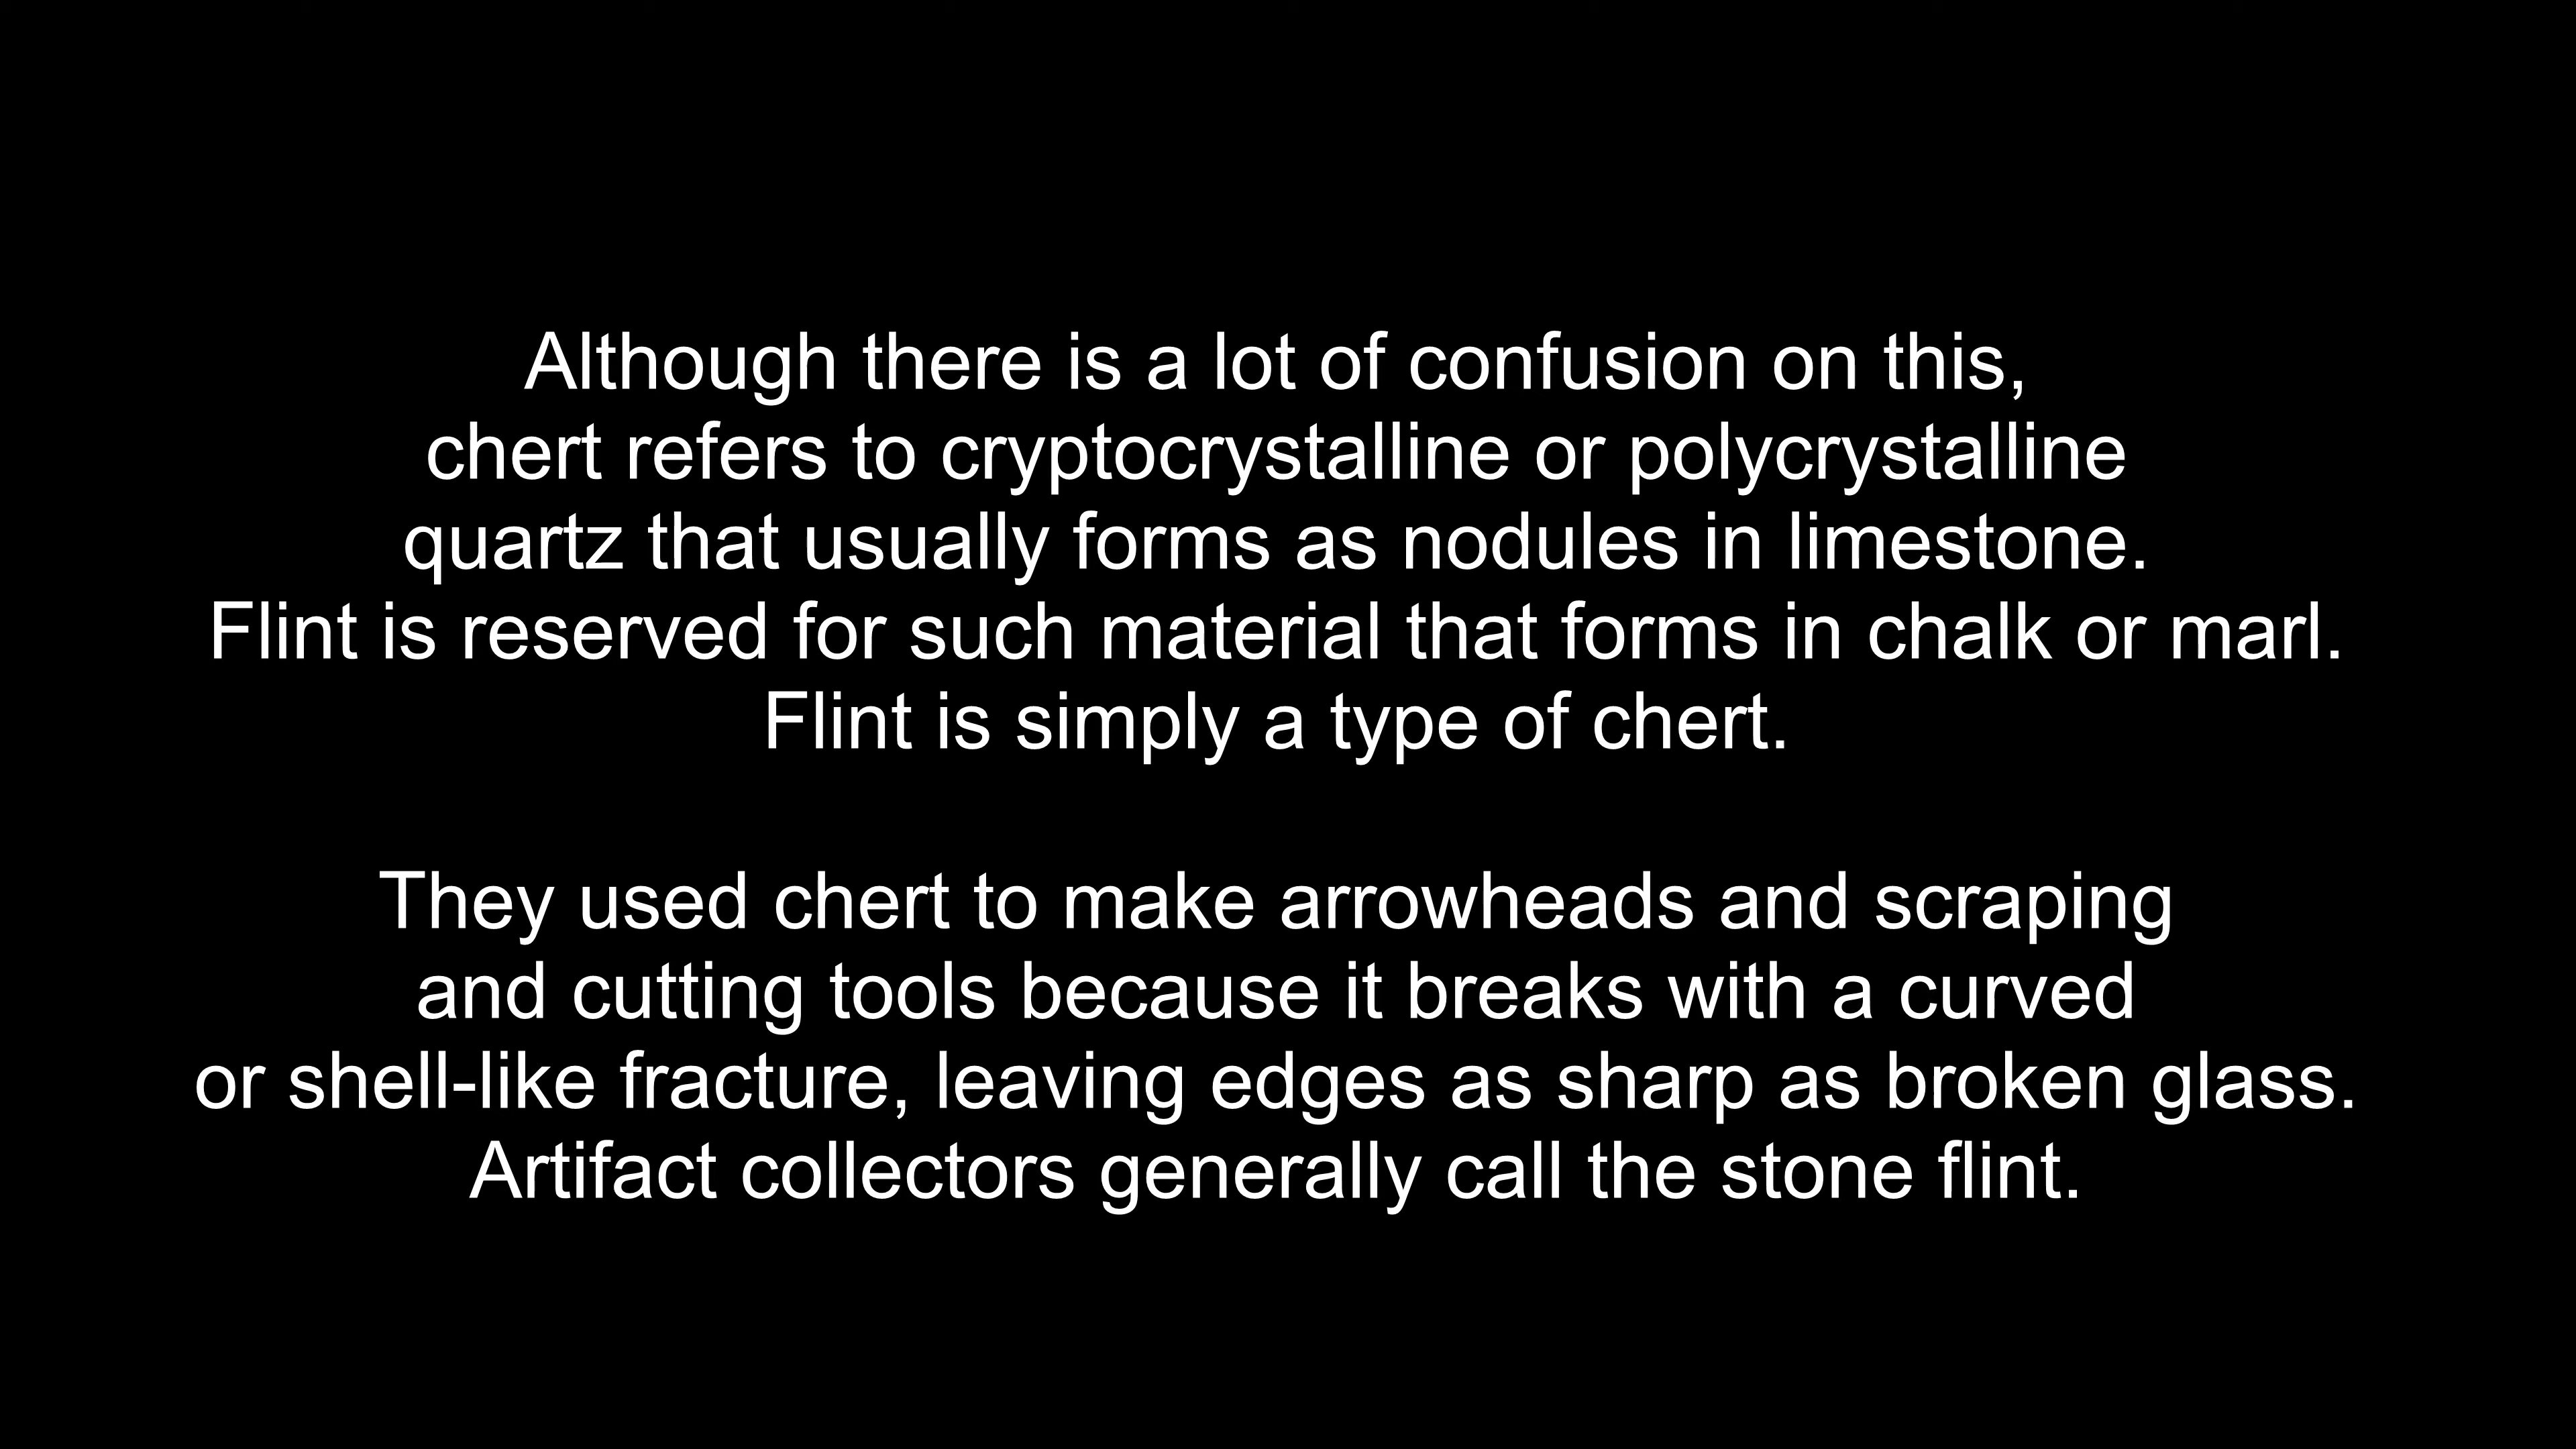 Although there is a lot of confusion on this,
chert refers to cryptocrystalline or polycrystalline
quartz that usually forms as nodules in limestone.
Flint is reserved for such material that forms in chalk or marl.
Flint is simply a type of chert.
They used chert to make arrowheads and scraping
and cutting tools because it breaks with a curved
or shell-like fracture, leaving edges as sharp as broken glass.
Artifact collectors generally call the stone flint.